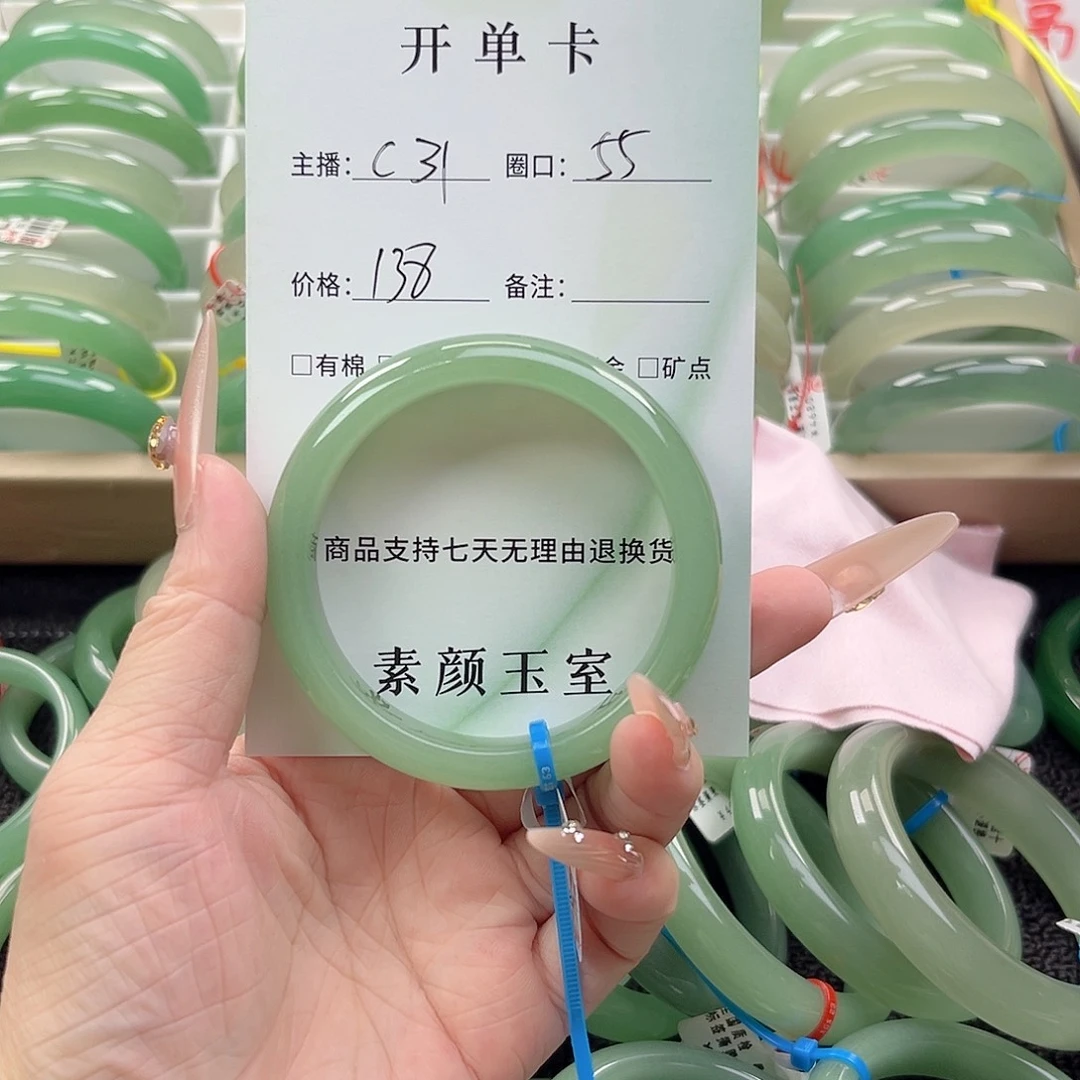 开单卡
主播: C31 圈口: 55
价格: 138 备注:
□有棉 □矿点
商品支持七天无理由退换货
素颜玉室